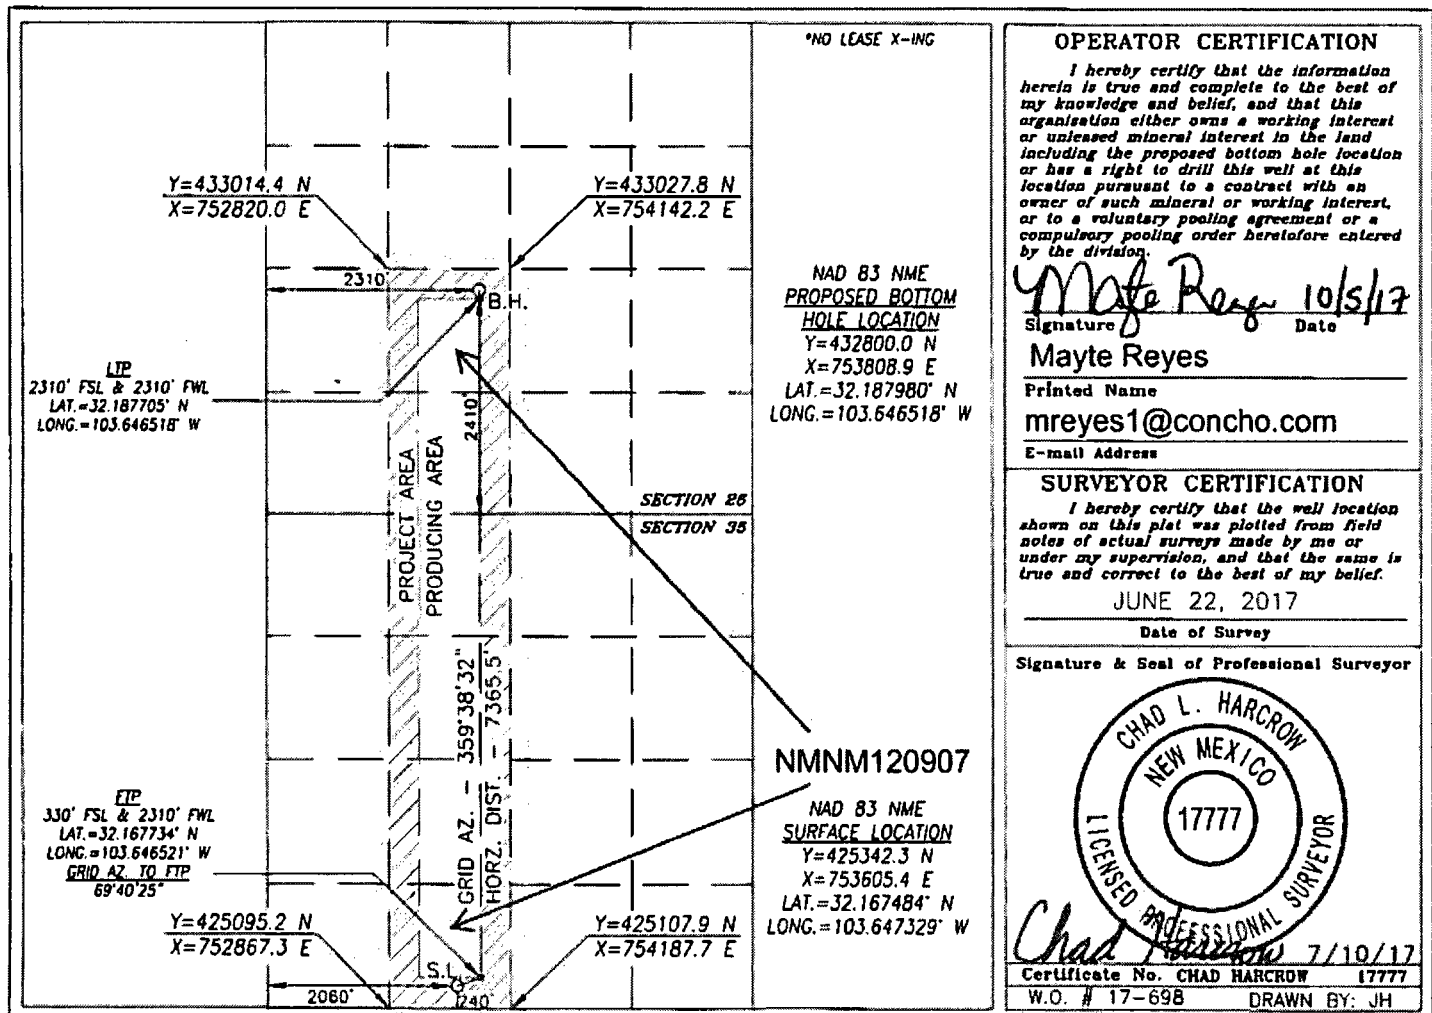 *NO LEASE X-ING
Y=433014.4 N
X=752820.0 E
Y=433027.8 N
X=754142.2 E
2310'
B.H.
NAD 83 NME
PROPOSED BOTTOM
HOLE LOCATION
Y=432800.0 N
X=753808.9 E
LAT.=32.187980° N
LONG.=103.646518° W
LTP
2310' FSL & 2310' FWL
LAT.=32.187705° N
LONG.=103.646518° W
2410'
PROJECT AREA
PRODUCING AREA
SECTION 26
SECTION 35
GRID AZ. - 359°38'32"
HORZ. DIST. - 7365.5'
NMNM120907
FTP
330' FSL & 2310' FWL
LAT.=32.167734° N
LONG.=103.646521° W
GRID AZ. TO FTP
69°40'25"
NAD 83 NME
SURFACE LOCATION
Y=425342.3 N
X=753605.4 E
LAT.=32.167484° N
LONG.=103.647329° W
Y=425095.2 N
X=752867.3 E
Y=425107.9 N
X=754187.7 E
S.L.
2060'
240'
OPERATOR CERTIFICATION
I hereby certify that the information
herein is true and complete to the best of
my knowledge and belief, and that this
organization either owns a working interest
or unleased mineral interest in the land
including the proposed bottom hole location
or has a right to drill this well at this
location pursuant to a contract with an
owner of such mineral or working interest,
or to a voluntary pooling agreement or a
compulsory pooling order heretofore entered
by the division.
Mayte Reyes 10/5/17
Signature Date
Mayte Reyes
Printed Name
mreyes1@concho.com
E-mail Address
SURVEYOR CERTIFICATION
I hereby certify that the well location
shown on this plat was plotted from field
notes of actual surveys made by me or
under my supervision, and that the same is
true and correct to the best of my belief.
JUNE 22, 2017
Date of Survey
Signature & Seal of Professional Surveyor
CHAD L. HARCROW
NEW MEXICO
17777
LICENSED PROFESSIONAL SURVEYOR
Chad Harcrow 7/10/17
Certificate No. CHAD HARCROW 17777
W.O. # 17-698 DRAWN BY: JH